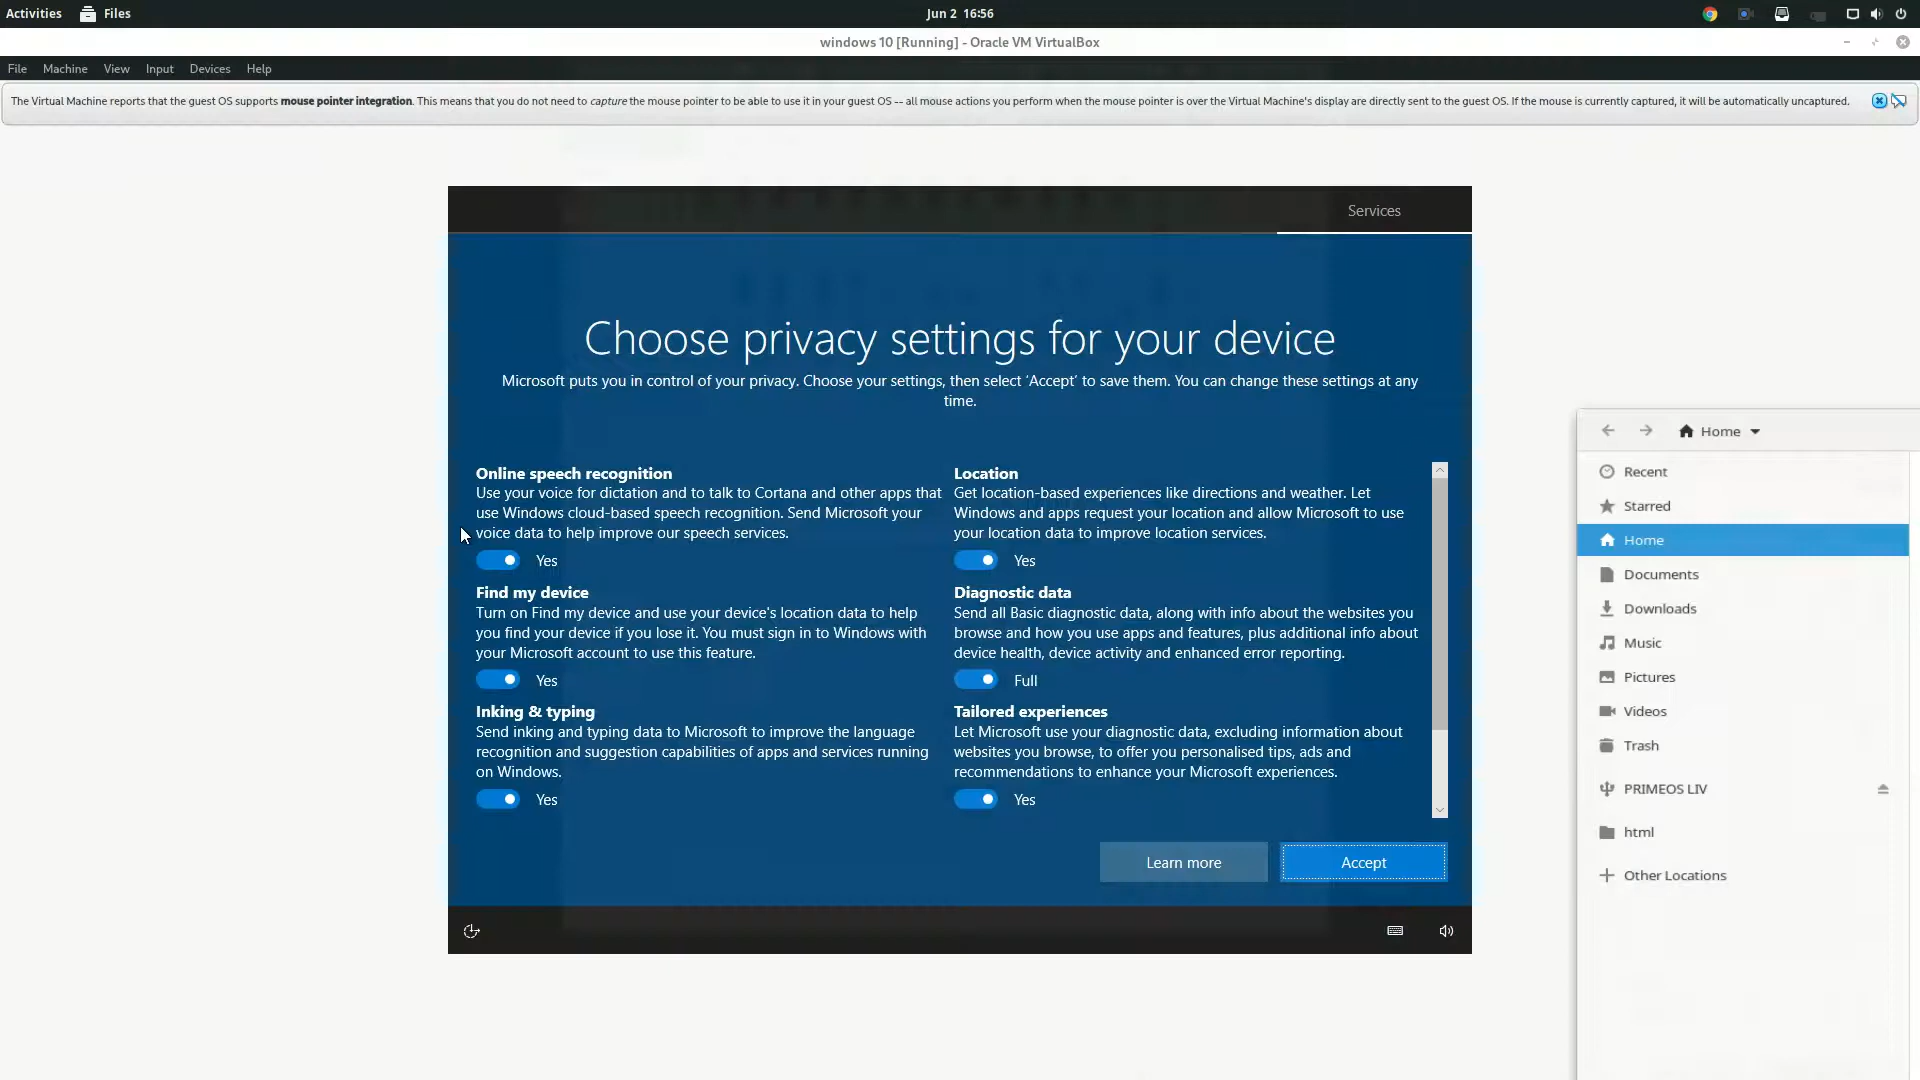 Activities Files Jun 2 16:56
windows 10 [Running] - Oracle VM VirtualBox
File Machine View Input Devices Help
The Virtual Machine reports that the guest OS supports mouse pointer integration. This means that you do not need to capture the mouse pointer to be able to use it in your guest OS -- all mouse actions you perform when the mouse pointer is over the Virtual Machine's display are directly sent to the guest OS. If the mouse is currently captured, it will be automatically uncaptured.
Services
Choose privacy settings for your device
Microsoft puts you in control of your privacy. Choose your settings, then select ‘Accept’ to save them. You can change these settings at any
time.
Online speech recognition
Use your voice for dictation and to talk to Cortana and other apps that
use Windows cloud-based speech recognition. Send Microsoft your
voice data to help improve our speech services.
Yes
Location
Get location-based experiences like directions and weather. Let
Windows and apps request your location and allow Microsoft to use
your location data to improve location services.
Yes
Find my device
Turn on Find my device and use your device's location data to help
you find your device if you lose it. You must sign in to Windows with
your Microsoft account to use this feature.
Yes
Diagnostic data
Send all Basic diagnostic data, along with info about the websites you
browse and how you use apps and features, plus additional info about
device health, device activity and enhanced error reporting.
Full
Inking & typing
Send inking and typing data to Microsoft to improve the language
recognition and suggestion capabilities of apps and services running
on Windows.
Yes
Tailored experiences
Let Microsoft use your diagnostic data, excluding information about
websites you browse, to offer you personalised tips, ads and
recommendations to enhance your Microsoft experiences.
Yes
Learn more
Accept
Home
Recent
Starred
Home
Documents
Downloads
Music
Pictures
Videos
Trash
PRIMEOS LIV
html
Other Locations